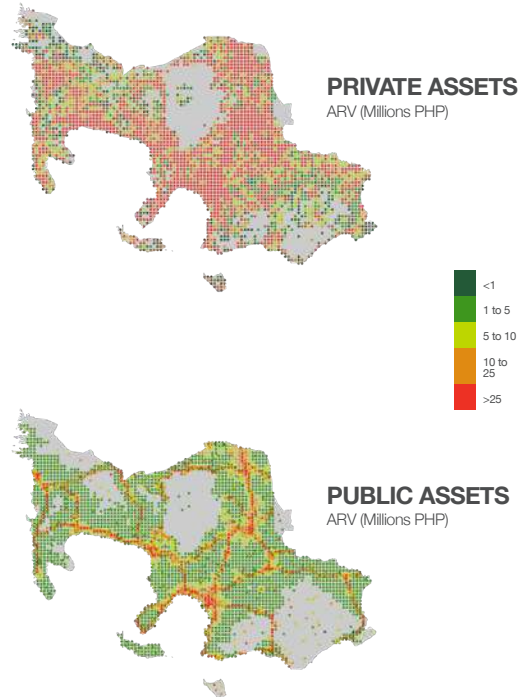 PRIVATE ASSETS
ARV (Millions PHP)
<1
1 to 5
5 to 10
10 to
25
>25
PUBLIC ASSETS
ARV (Millions PHP)